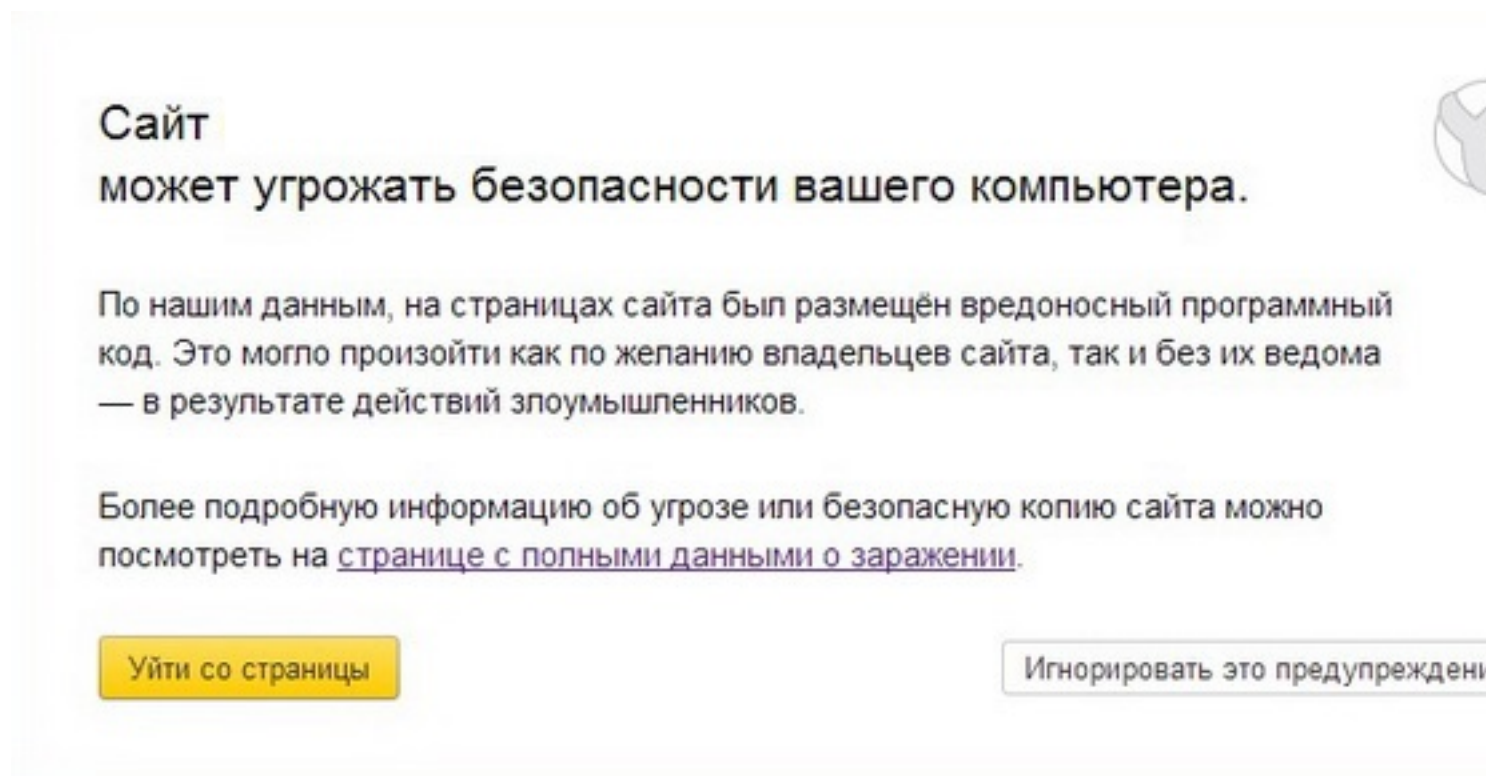 Сайт
может угрожать безопасности вашего компьютера.
По нашим данным, на страницах сайта был размещён вредоносный программный
код. Это могло произойти как по желанию владельцев сайта, так и без их ведома
— в результате действий злоумышленников.
Более подробную информацию об угрозе или безопасную копию сайта можно
посмотреть на странице с полными данными о заражении.
Уйти со страницы
Игнорировать это предупреждени